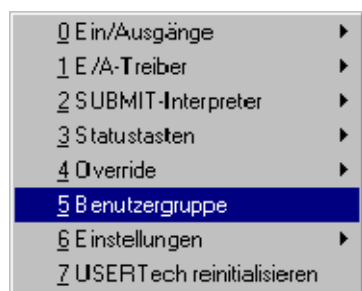 0 Ein/Ausgänge
1 E/A-Treiber
2 SUBMIT-Interpreter
3 Statustasten
4 Override
5 Benutzergruppe
6 Einstellungen
7 USERTech reinitialisieren